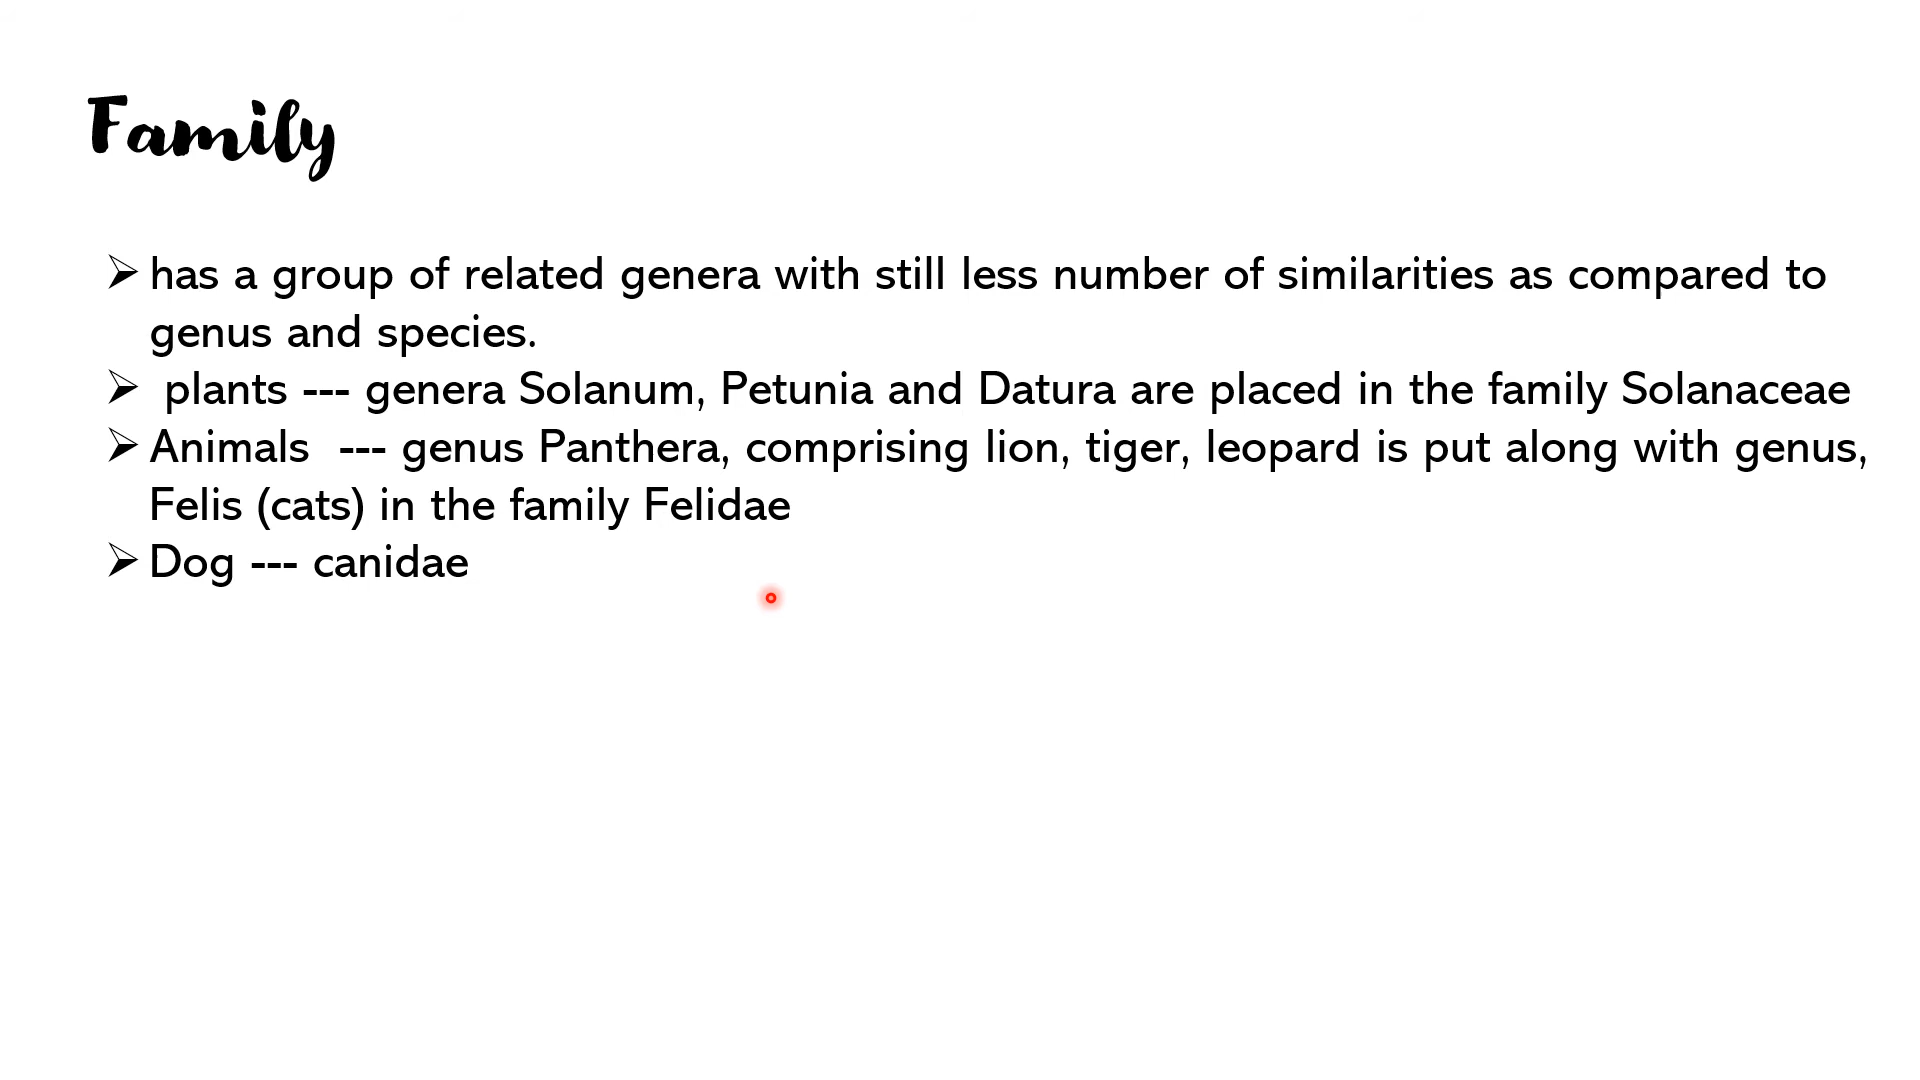 Family
➢ has a group of related genera with still less number of similarities as compared to
genus and species.
➢ plants --- genera Solanum, Petunia and Datura are placed in the family Solanaceae
➢ Animals --- genus Panthera, comprising lion, tiger, leopard is put along with genus,
Felis (cats) in the family Felidae
➢ Dog --- canidae